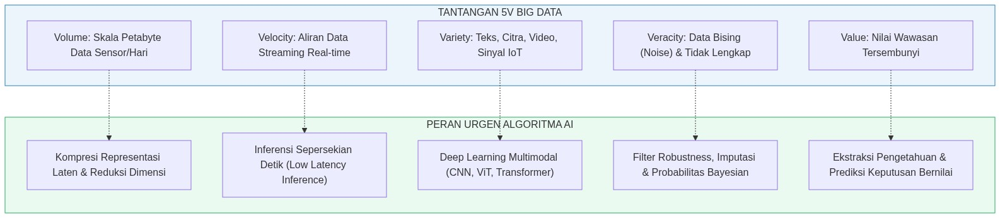 TANTANGAN 5V BIG DATA
Volume: Skala Petabyte
Data Sensor/Hari
Velocity: Aliran Data
Streaming Real-time
Variety: Teks, Citra, Video,
Sinyal IoT
Veracity: Data Bising
(Noise) & Tidak Lengkap
Value: Nilai Wawasan
Tersembunyi
PERAN URGEN ALGORITMA AI
Kompresi Representasi
Laten & Reduksi Dimensi
Inferensi Sepersekian
Detik (Low Latency
Inference)
Deep Learning Multimodal
(CNN, ViT, Transformer)
Filter Robustness, Imputasi
& Probabilitas Bayesian
Ekstraksi Pengetahuan &
Prediksi Keputusan Bernilai